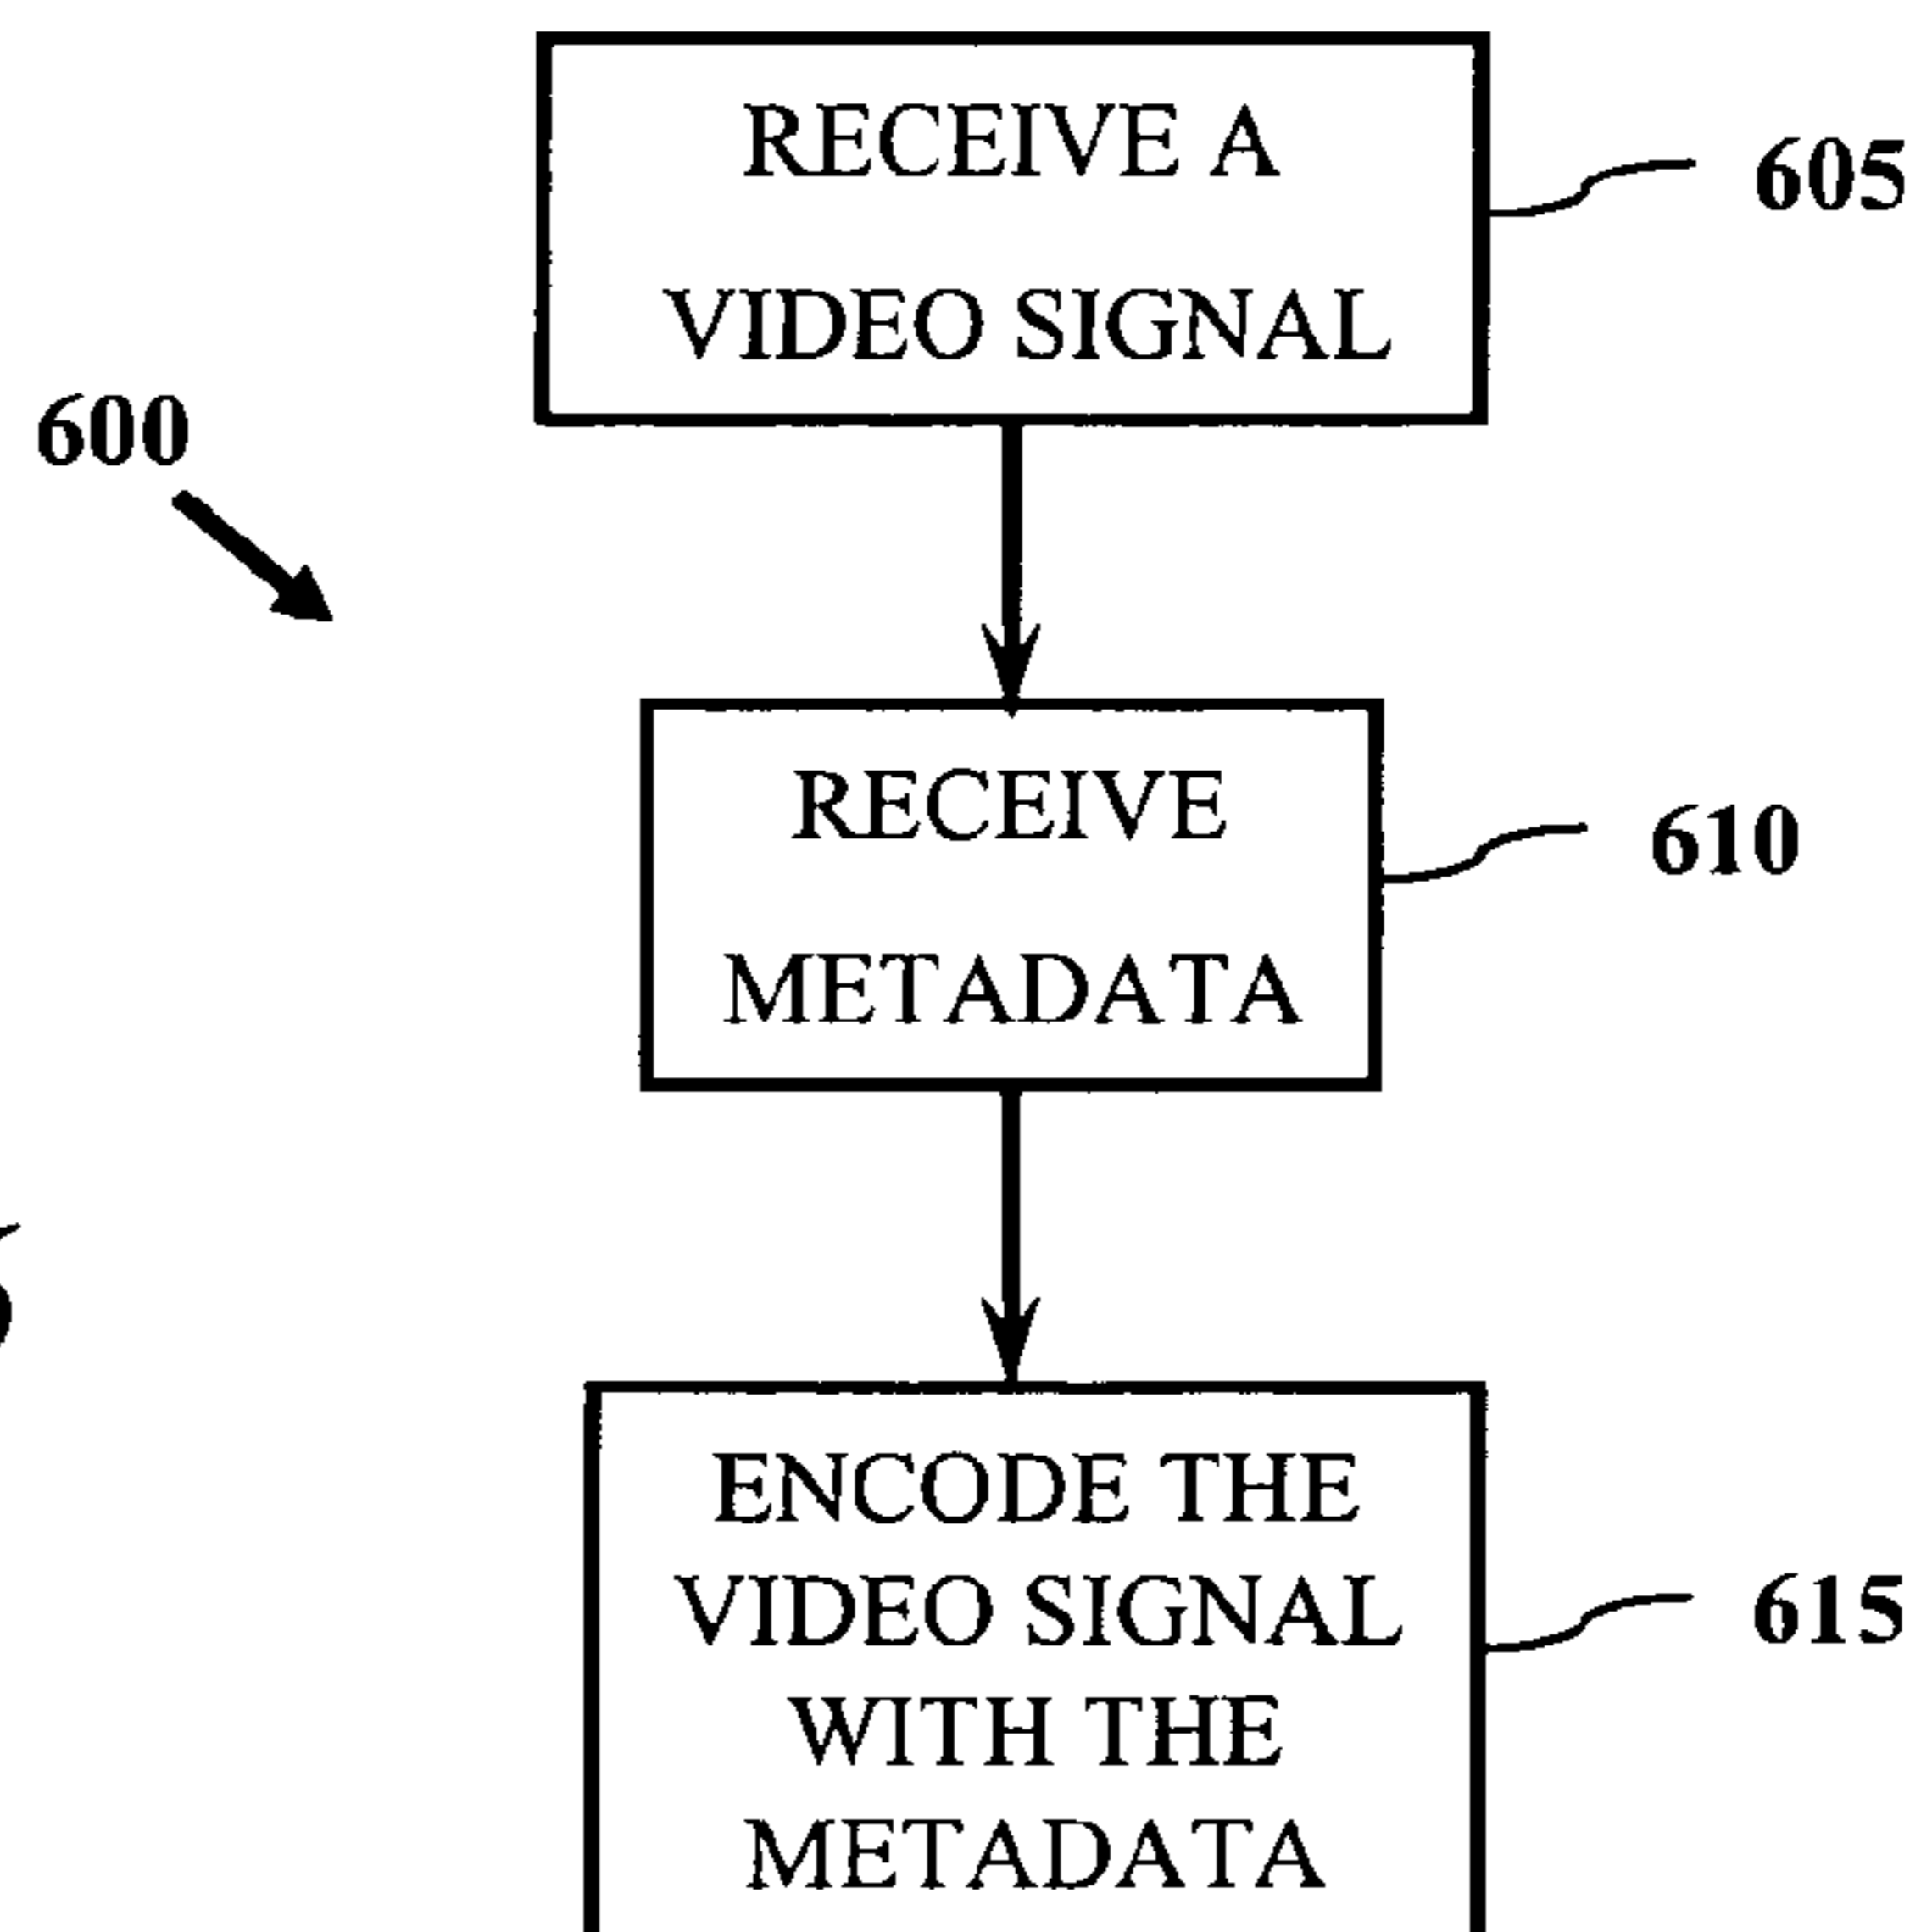 RECEIVE A
VIDEO SIGNAL
605
600
RECEIVE
METADATA
610
ENCODE THE
VIDEO SIGNAL
WITH THE
METADATA
615